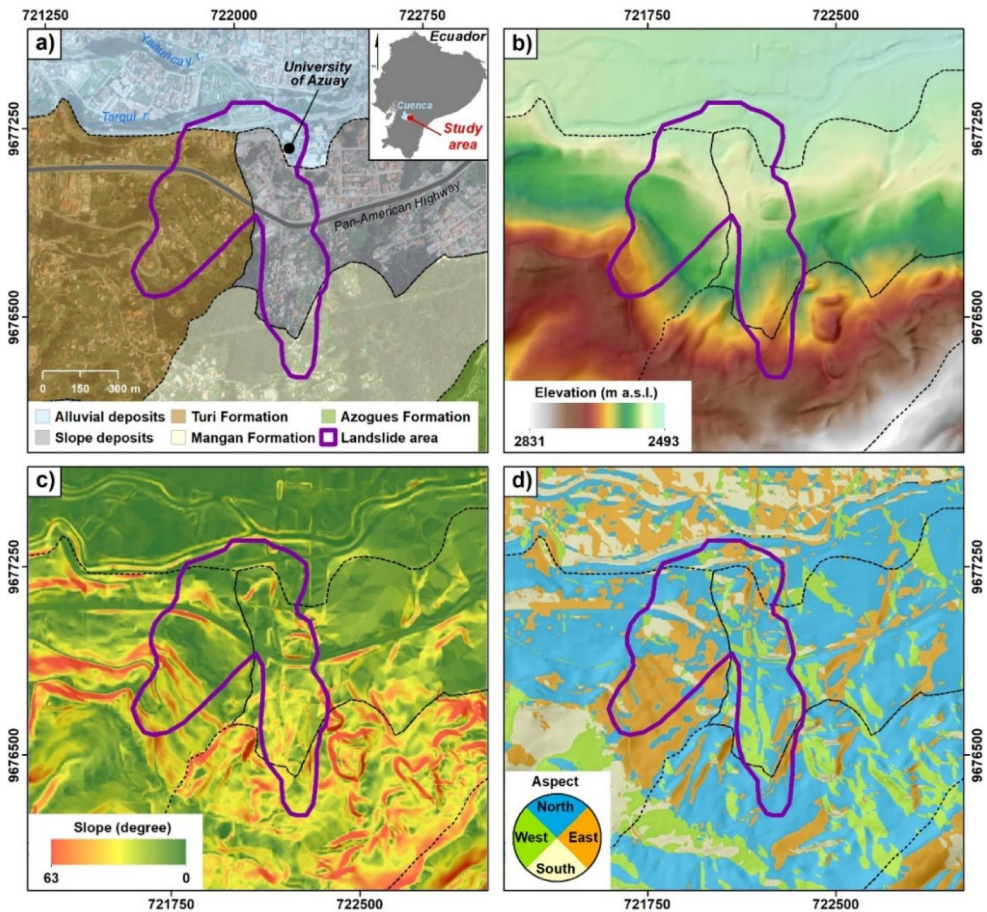 721250
722000
722750
721750
722500
a)
Yanuncay r.
Tarqui r.
University
of Azuay
Ecuador
Cuenca
Study
area
Pan-American Highway
9677250
9676500
0 150 300 m
Alluvial deposits
Turi Formation
Azogues Formation
Slope deposits
Mangan Formation
Landslide area
b)
9677250
9676500
Elevation (m a.s.l.)
2831
2493
c)
9677250
9676500
Slope (degree)
63
0
d)
9677250
9676500
Aspect
North
West
East
South
721750
722500
721750
722500